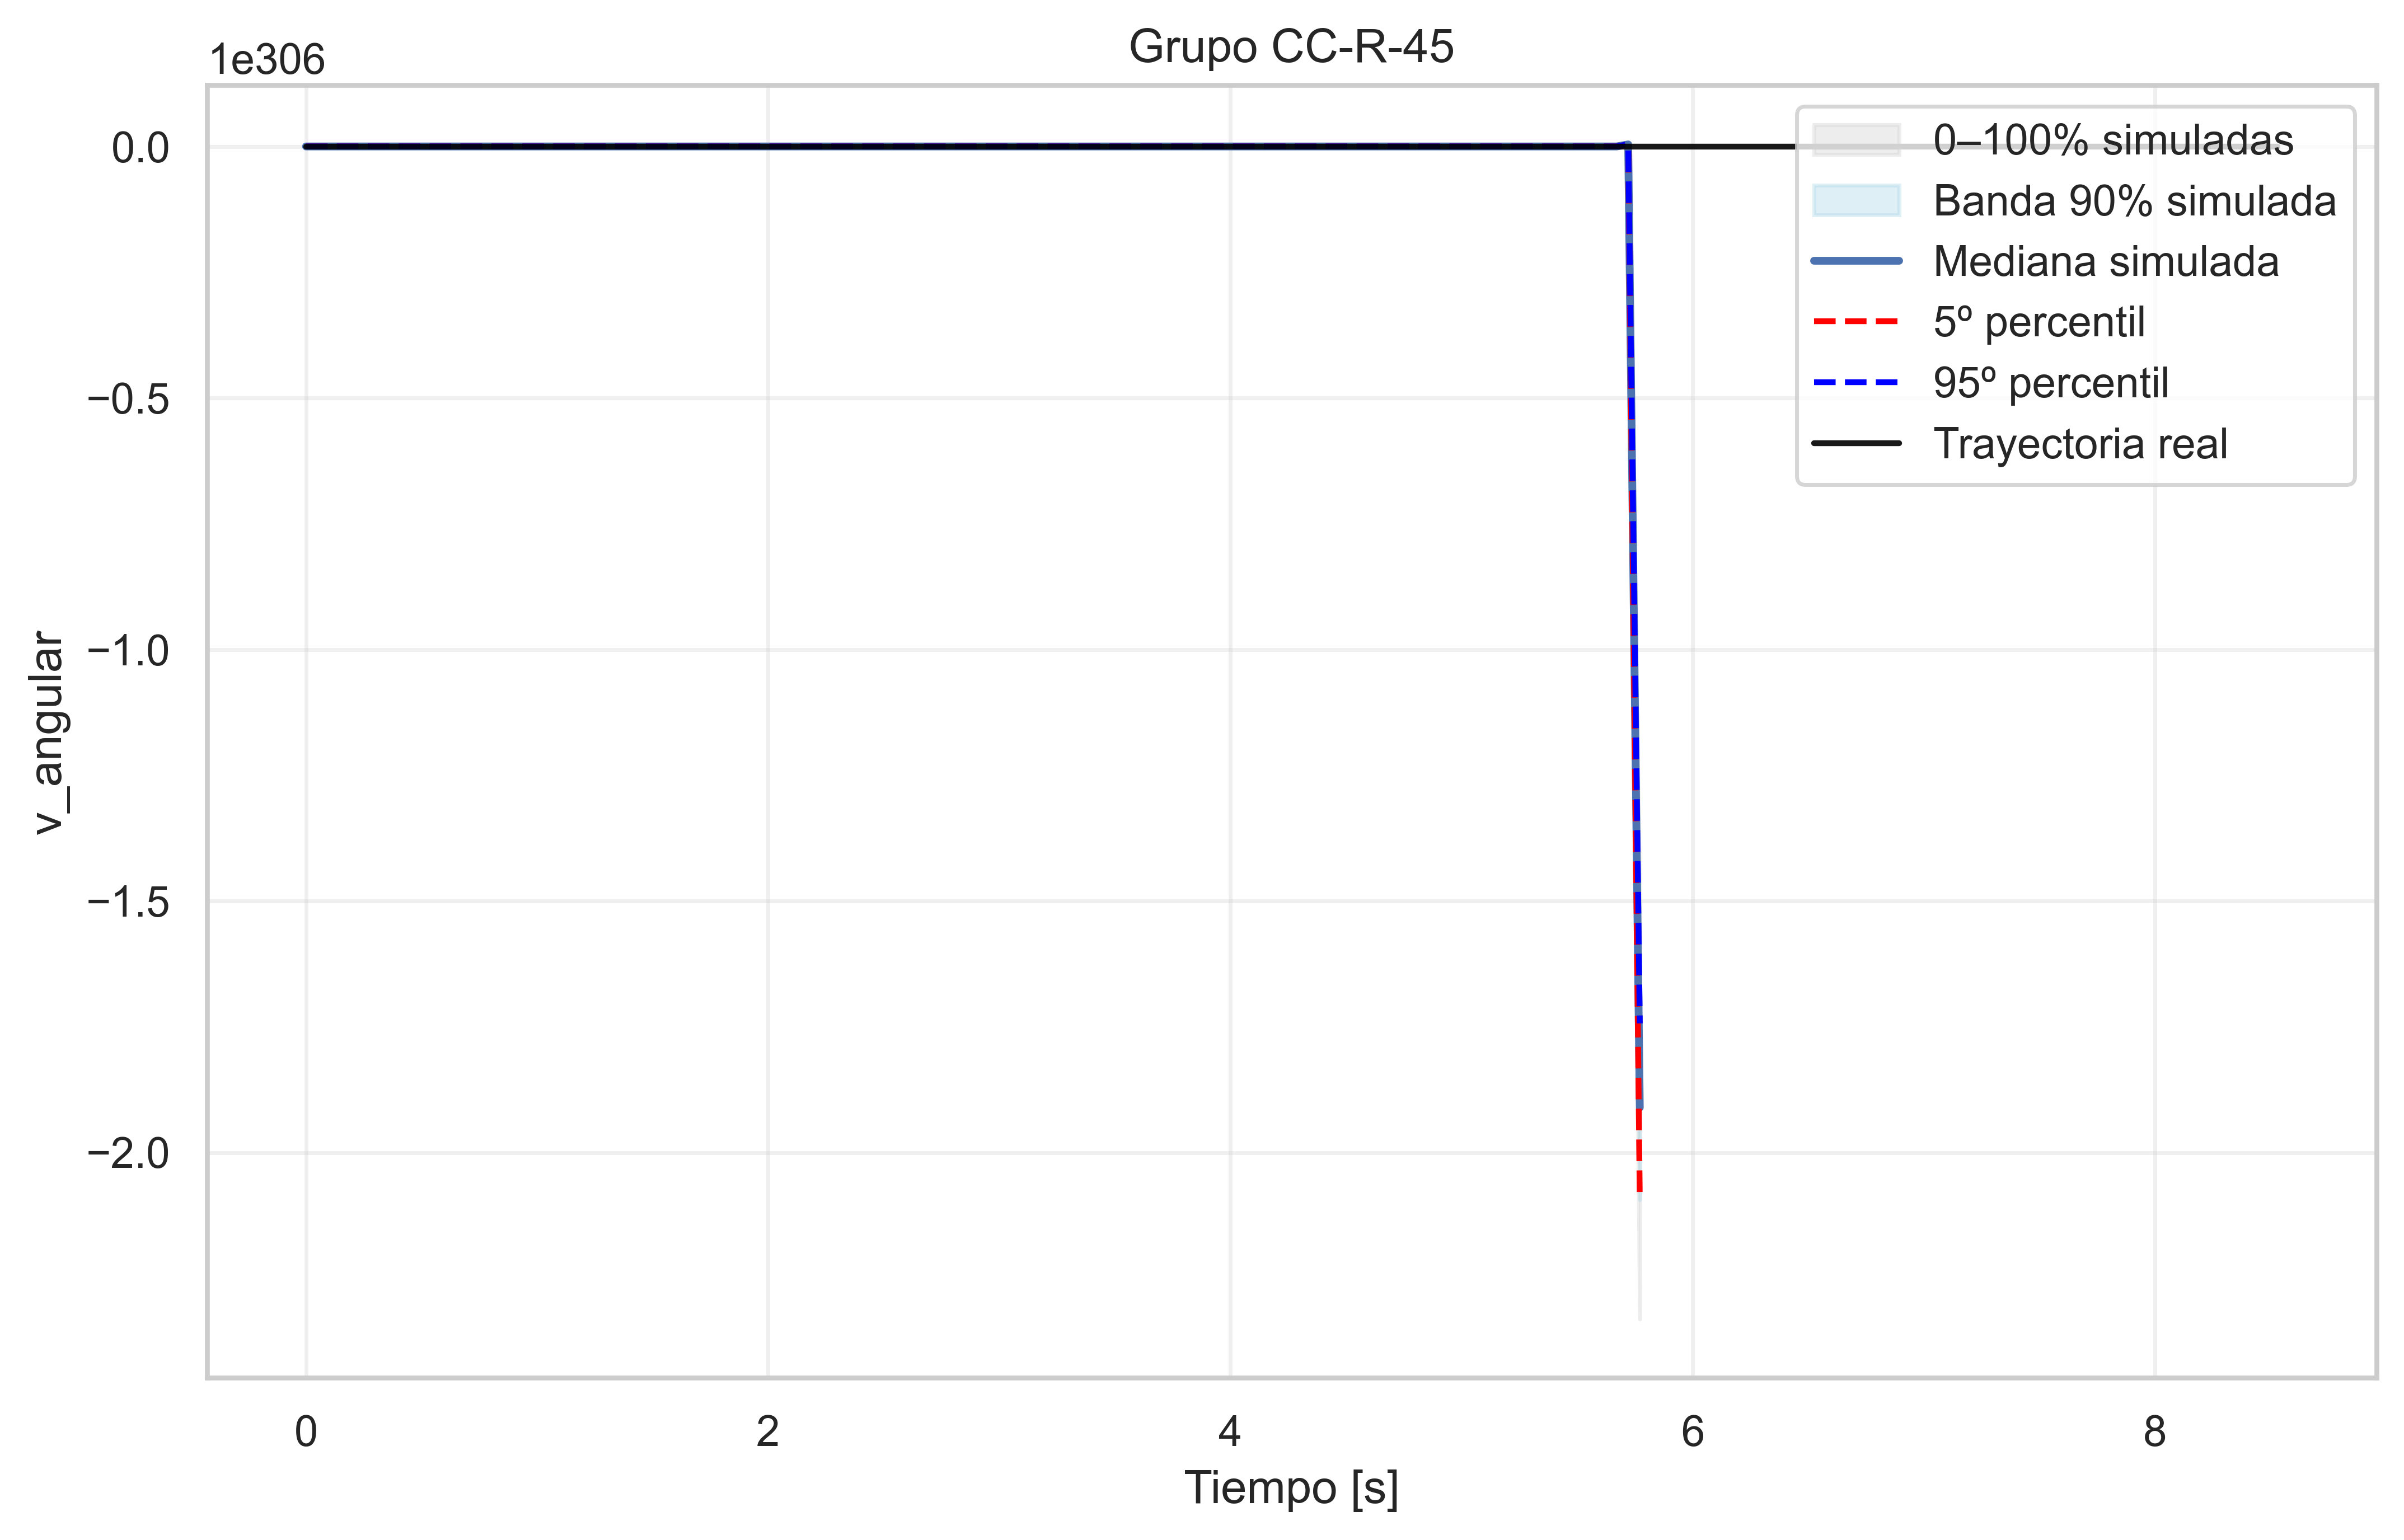 Grupo CC-R-45
1e306
0.0
−0.5
−1.0
−1.5
−2.0
v_angular
0–100% simuladas
Banda 90% simulada
Mediana simulada
5º percentil
95º percentil
Trayectoria real
0 2 4 6 8
Tiempo [s]